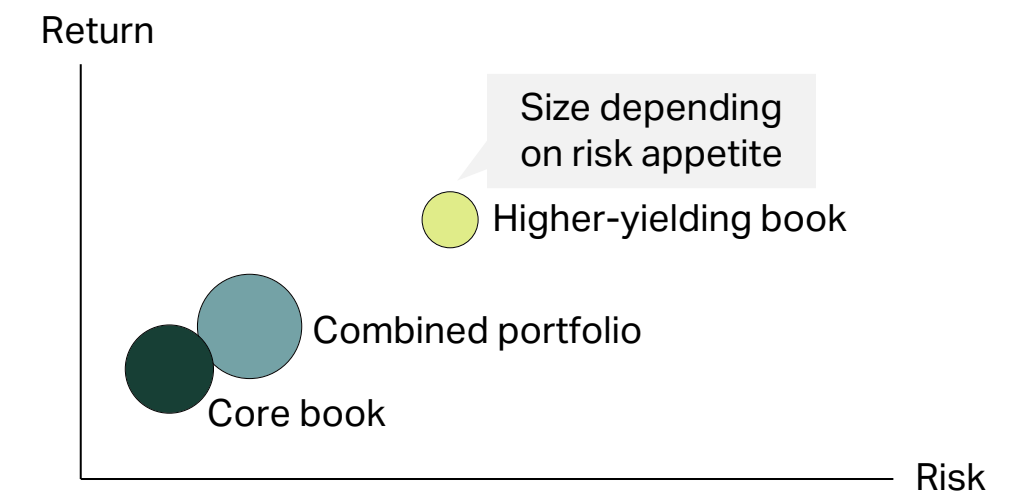 Return
Size depending
on risk appetite
Higher-yielding book
Combined portfolio
Core book
Risk